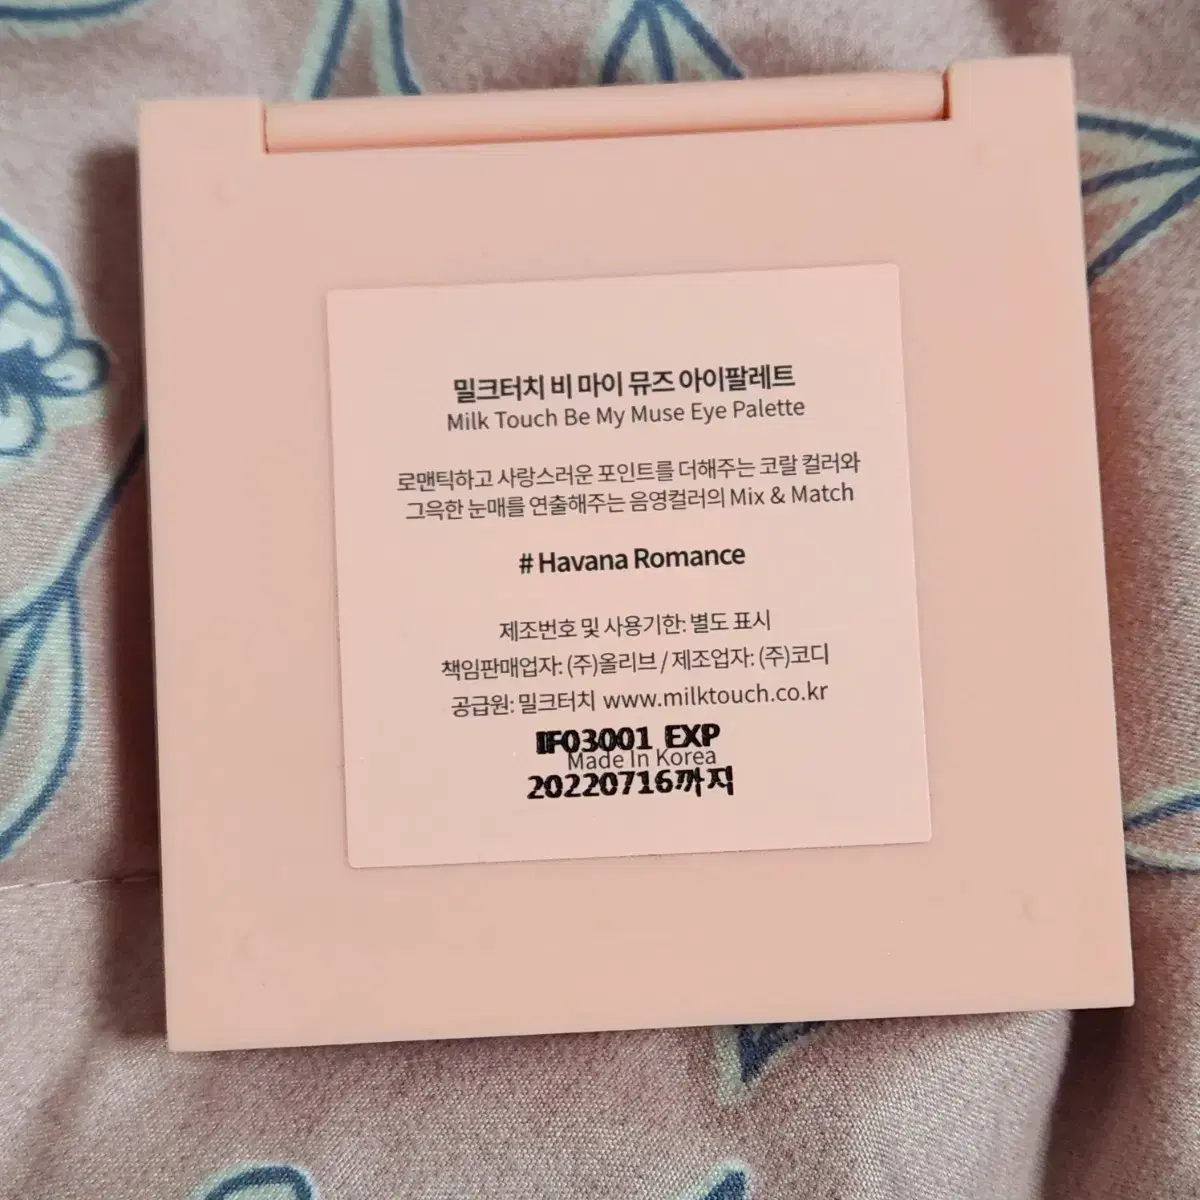 밀크터치 비 마이 뮤즈 아이팔레트
Milk Touch Be My Muse Eye Palette
로맨틱하고 사랑스러운 포인트를 더해주는 코랄 컬러와
그윽한 눈매를 연출해주는 음영컬러의 Mix & Match
# Havana Romance
제조번호 및 사용기한: 별도 표시
책임판매업자: (주)올리브 / 제조업자: (주)코디
공급원: 밀크터치 www.milktouch.co.kr
IF03001 EXP
Made In Korea
20220716까지